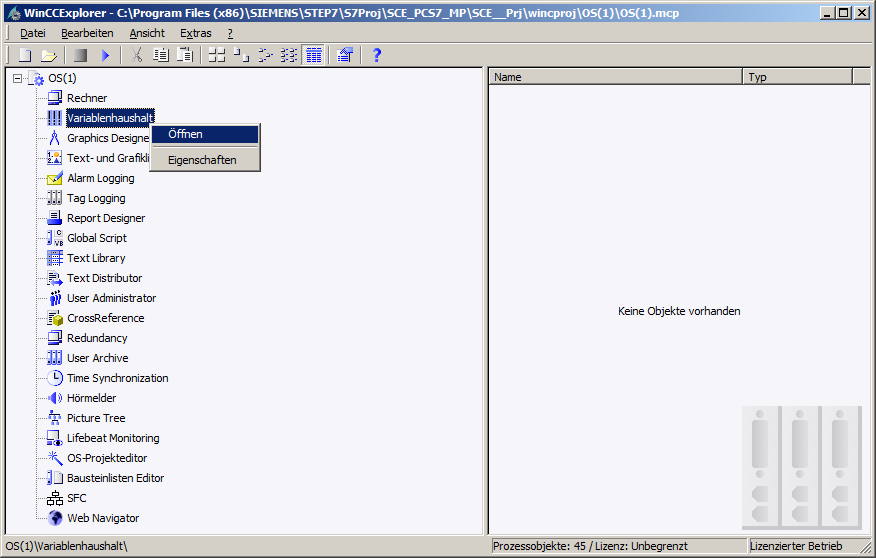 WinCCExplorer - C:\Program Files (x86)\SIEMENS\STEP7\S7Proj\SCE_PCS7_MP\SCE__Prj\wincproj\OS(1)\OS(1).mcp
Datei Bearbeiten Ansicht Extras ?
OS(1)
Rechner
Variablenhaushalt
Öffnen
Eigenschaften
Graphics Designe
Text- und Grafikli
Alarm Logging
Tag Logging
Report Designer
Global Script
Text Library
Text Distributor
User Administrator
CrossReference
Redundancy
User Archive
Time Synchronization
Hörmelder
Picture Tree
Lifebeat Monitoring
OS-Projekteditor
Bausteinlisten Editor
SFC
Web Navigator
Name Typ
Keine Objekte vorhanden
OS(1)\Variablenhaushalt\ Prozessobjekte: 45 / Lizenz: Unbegrenzt Lizenzierter Betrieb